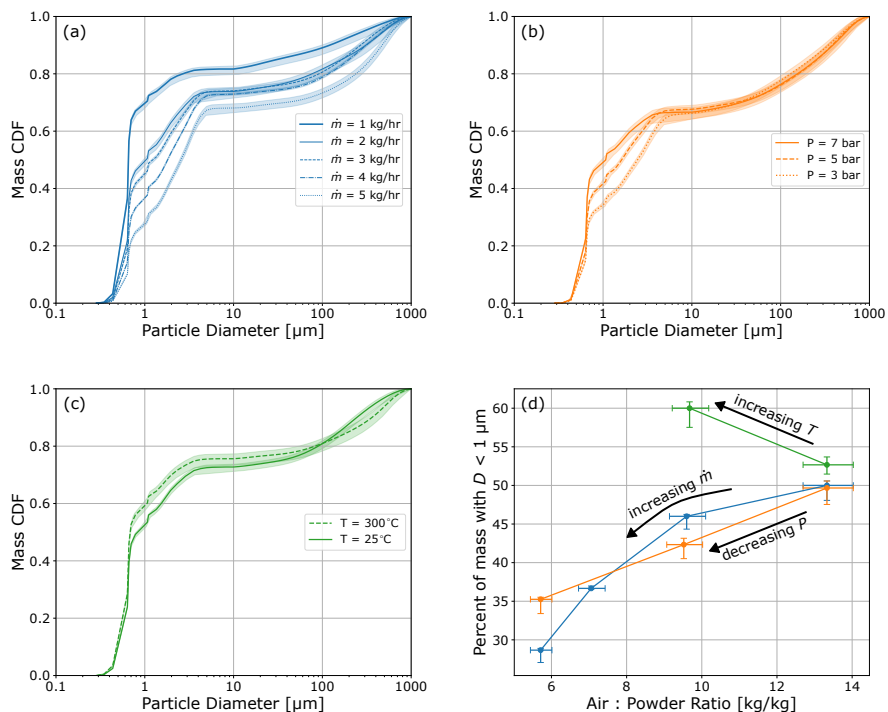 (a)
1.0
0.8
0.6
0.4
0.2
0.0
Mass CDF
0.1
1
10
100
1000
Particle Diameter [µm]
ṁ = 1 kg/hr
ṁ = 2 kg/hr
ṁ = 3 kg/hr
ṁ = 4 kg/hr
ṁ = 5 kg/hr
(b)
1.0
0.8
0.6
0.4
0.2
0.0
Mass CDF
0.1
1
10
100
1000
Particle Diameter [µm]
P = 7 bar
P = 5 bar
P = 3 bar
(c)
1.0
0.8
0.6
0.4
0.2
0.0
Mass CDF
0.1
1
10
100
1000
Particle Diameter [µm]
T = 300°C
T = 25°C
(d)
60
55
50
45
40
35
30
Percent of mass with D < 1 µm
6
8
10
12
14
Air : Powder Ratio [kg/kg]
increasing T
increasing ṁ
decreasing P